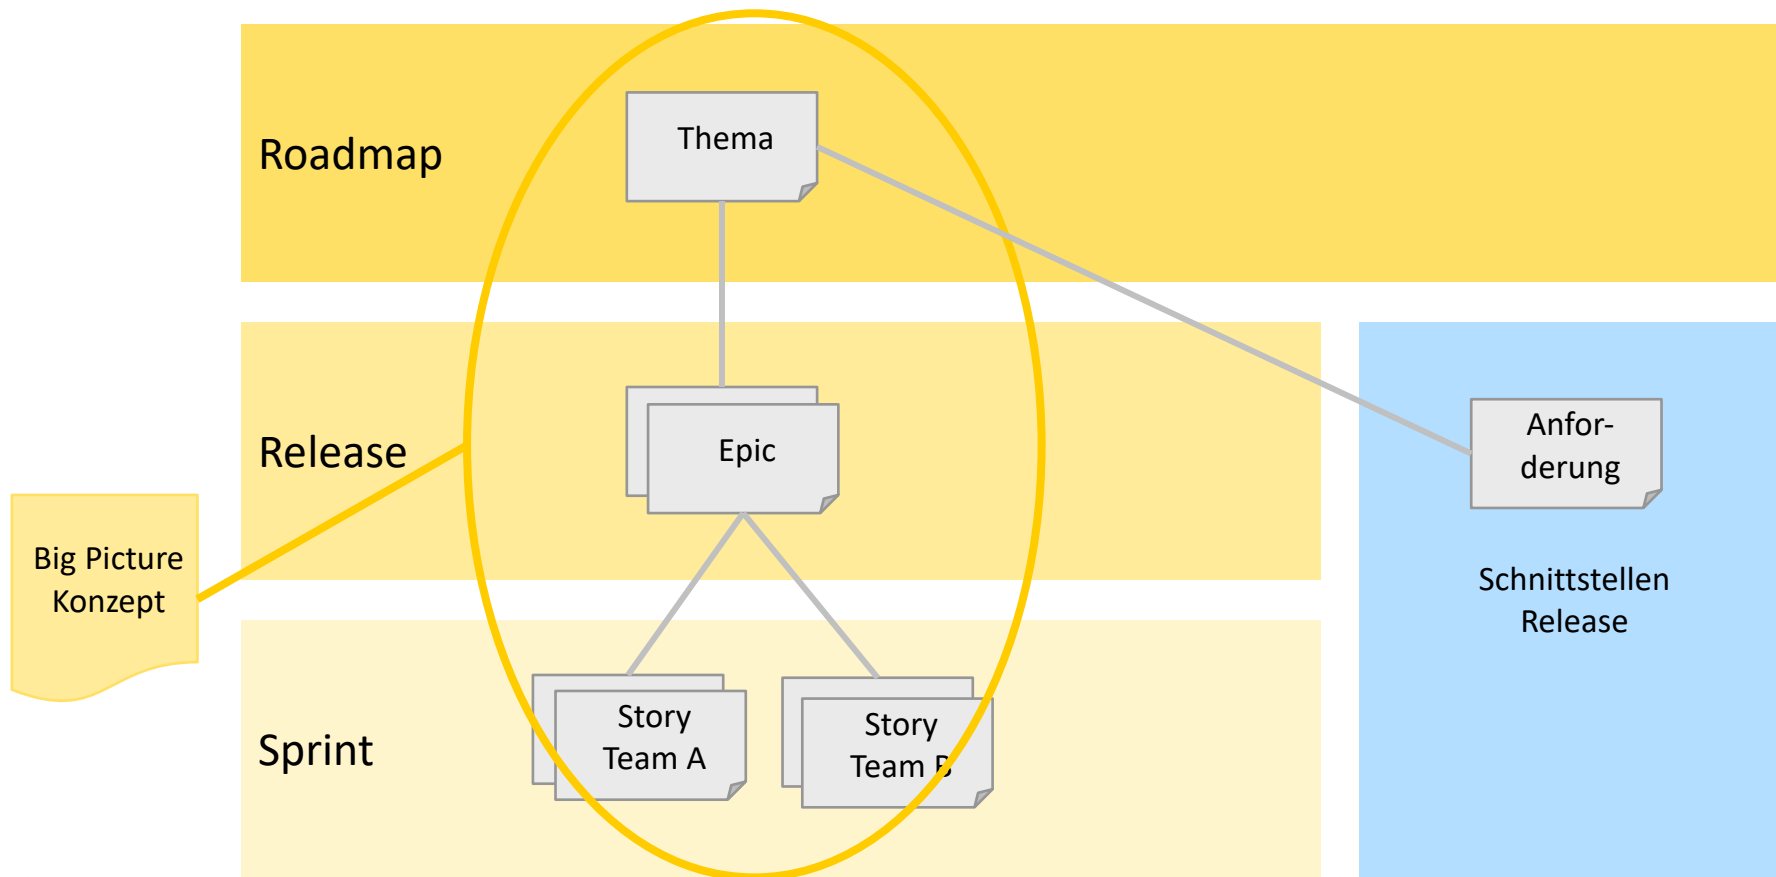 Roadmap
Thema
Release
Epic
Anfor-
derung
Big Picture
Konzept
Schnittstellen
Release
Sprint
Story
Team A
Story
Team B